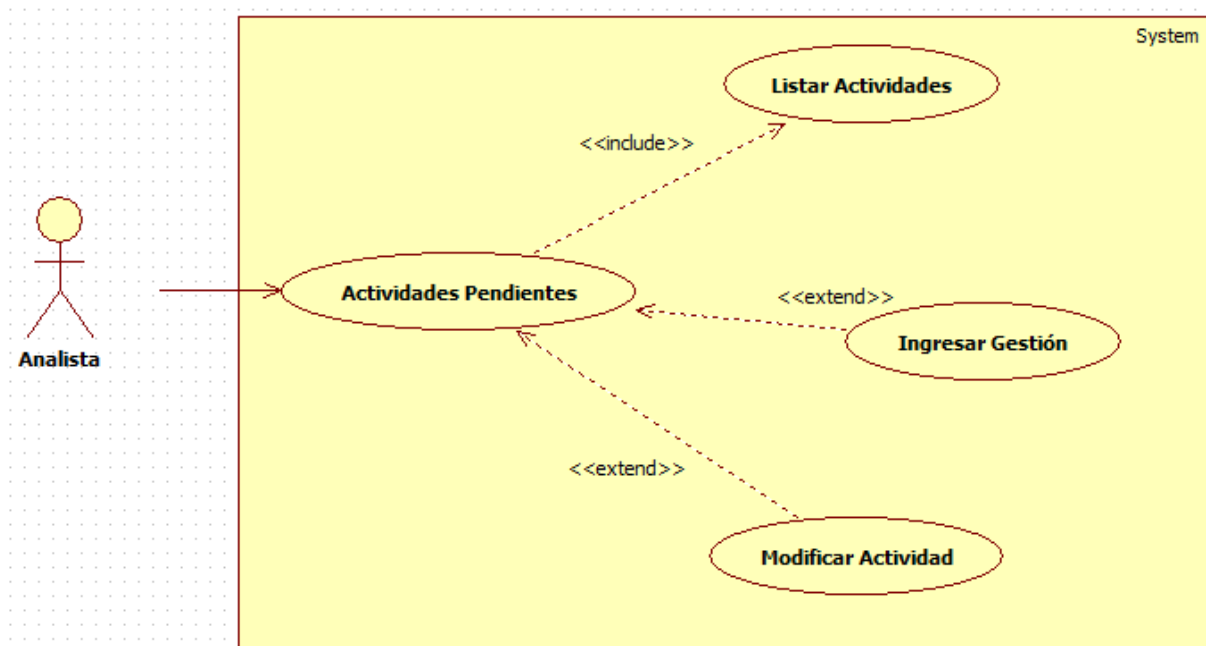 System
Listar Actividades
<<include>>
Actividades Pendientes
<<extend>>
Ingresar Gestión
Analista
<<extend>>
Modificar Actividad